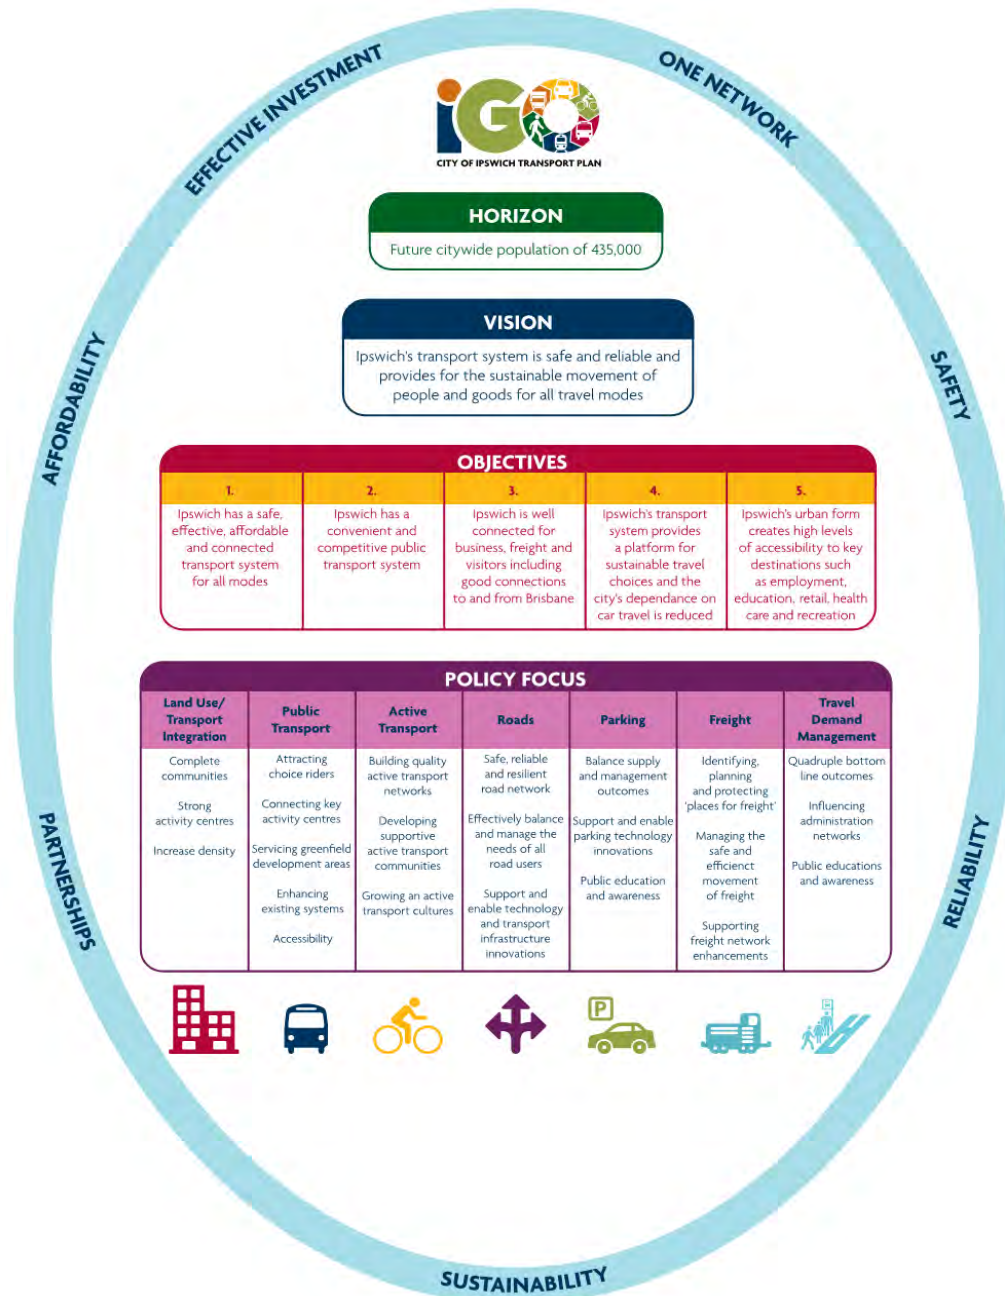 EFFECTIVE INVESTMENT
ONE NETWORK
AFFORDABILITY
SAFETY
PARTNERSHIPS
RELIABILITY
SUSTAINABILITY
iGO
CITY OF IPSWICH TRANSPORT PLAN
HORIZON
Future citywide population of 435,000
VISION
Ipswich's transport system is safe and reliable and
provides for the sustainable movement of
people and goods for all travel modes
OBJECTIVES
1.
Ipswich has a safe,
effective, affordable
and connected
transport system
for all modes
2.
Ipswich has a
convenient and
competitive public
transport system
3.
Ipswich is well
connected for
business, freight and
visitors including
good connections
to and from Brisbane
4.
Ipswich's transport
system provides
a platform for
sustainable travel
choices and the
city's dependance on
car travel is reduced
5.
Ipswich's urban form
creates high levels
of accessibility to key
destinations such
as employment,
education, retail, health
care and recreation
POLICY FOCUS
Land Use/
Transport
Integration
Complete
communities
Strong
activity centres
Increase density
Public
Transport
Attracting
choice riders
Connecting key
activity centres
Servicing greenfield
development areas
Enhancing
existing systems
Accessibility
Active
Transport
Building quality
active transport
networks
Developing
supportive
active transport
communities
Growing an active
transport cultures
Roads
Safe, reliable
and resilient
road network
Effectively balance
and manage the
needs of all
road users
Support and
enable technology
and transport
infrastructure
innovations
Parking
Balance supply
and management
outcomes
Support and enable
parking technology
innovations
Public education
and awareness
Freight
Identifying,
planning
and protecting
'places for freight'
Managing the
safe and
efficienct
movement
of freight
Supporting
freight network
enhancements
Travel
Demand
Management
Quadruple bottom
line outcomes
Influencing
administration
networks
Public educations
and awareness
P